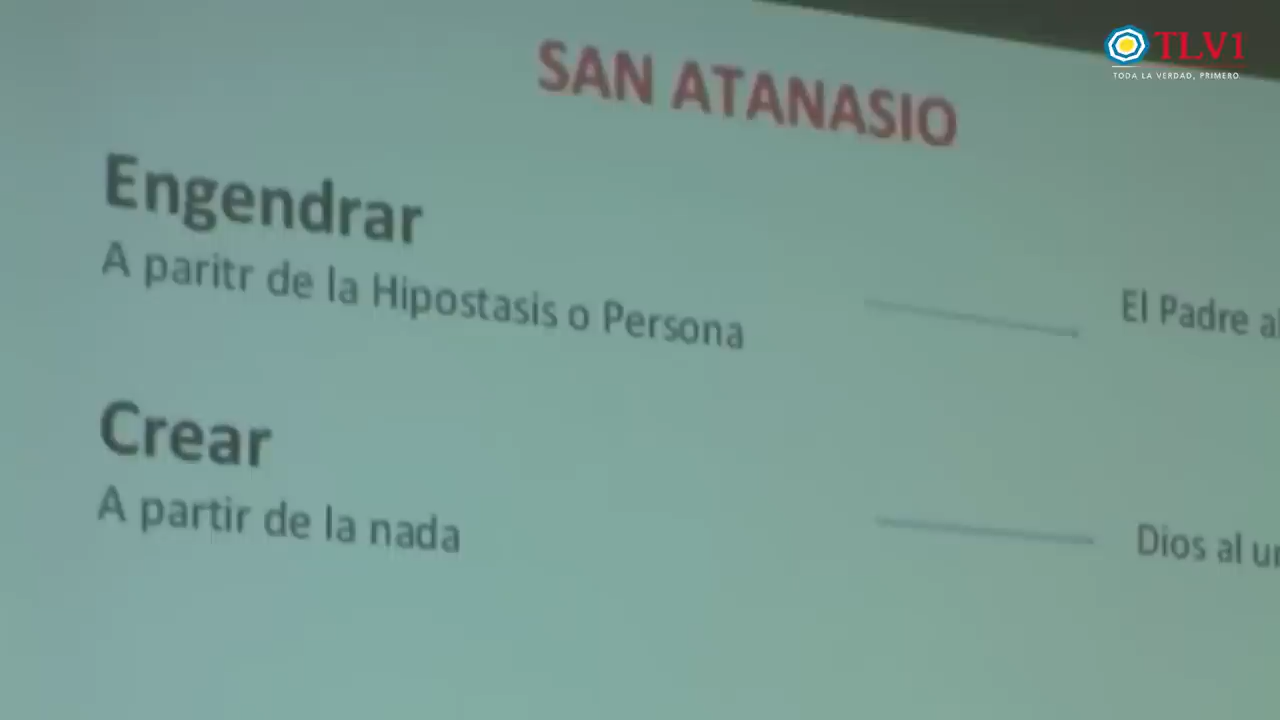 TLV1
TODA LA VERDAD, PRIMERO
SAN ATANASIO
Engendrar
A paritr de la Hipostasis o Persona
El Padre
Crear
A partir de la nada
Dios al